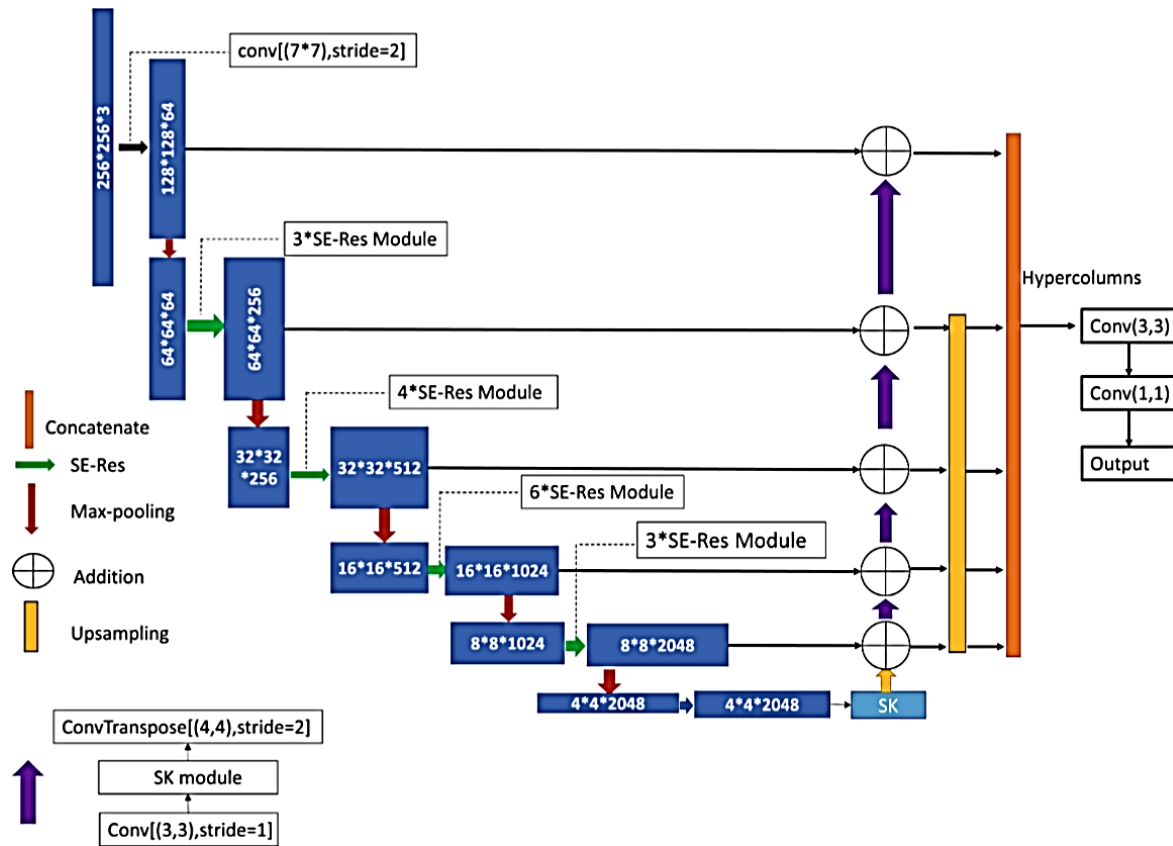 conv[(7*7),stride=2]
256*256*3
128*128*64
3*SE-Res Module
64*64*64
64*64*256
Hypercolumns
Conv(3,3)
Conv(1,1)
Output
4*SE-Res Module
32*32
*256
32*32*512
6*SE-Res Module
3*SE-Res Module
16*16*512
16*16*1024
8*8*1024
8*8*2048
4*4*2048
4*4*2048
SK
Concatenate
SE-Res
Max-pooling
Addition
Upsampling
ConvTranspose[(4,4),stride=2]
SK module
Conv[(3,3),stride=1]